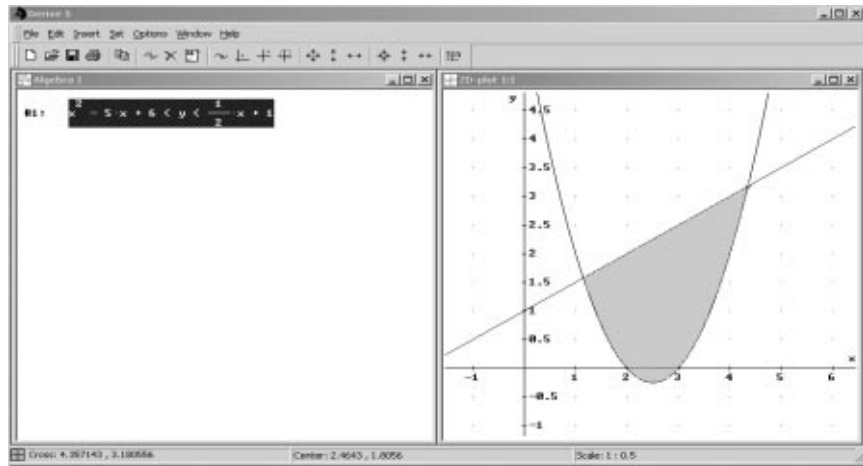 Derive 5
File Edit Insert Set Options Window Help
Algebra 1
#1: x^2 - 5·x + 6 < y < 1/2·x + 1
2D-plot 1:1
y
4.5
4
3.5
3
2.5
2
1.5
1
0.5
-0.5
-1
x
-1 1 2 3 4 5 6
Cross: 4.357143 , 3.180556
Center: 2.4643 , 1.8056
Scale: 1 : 0.5